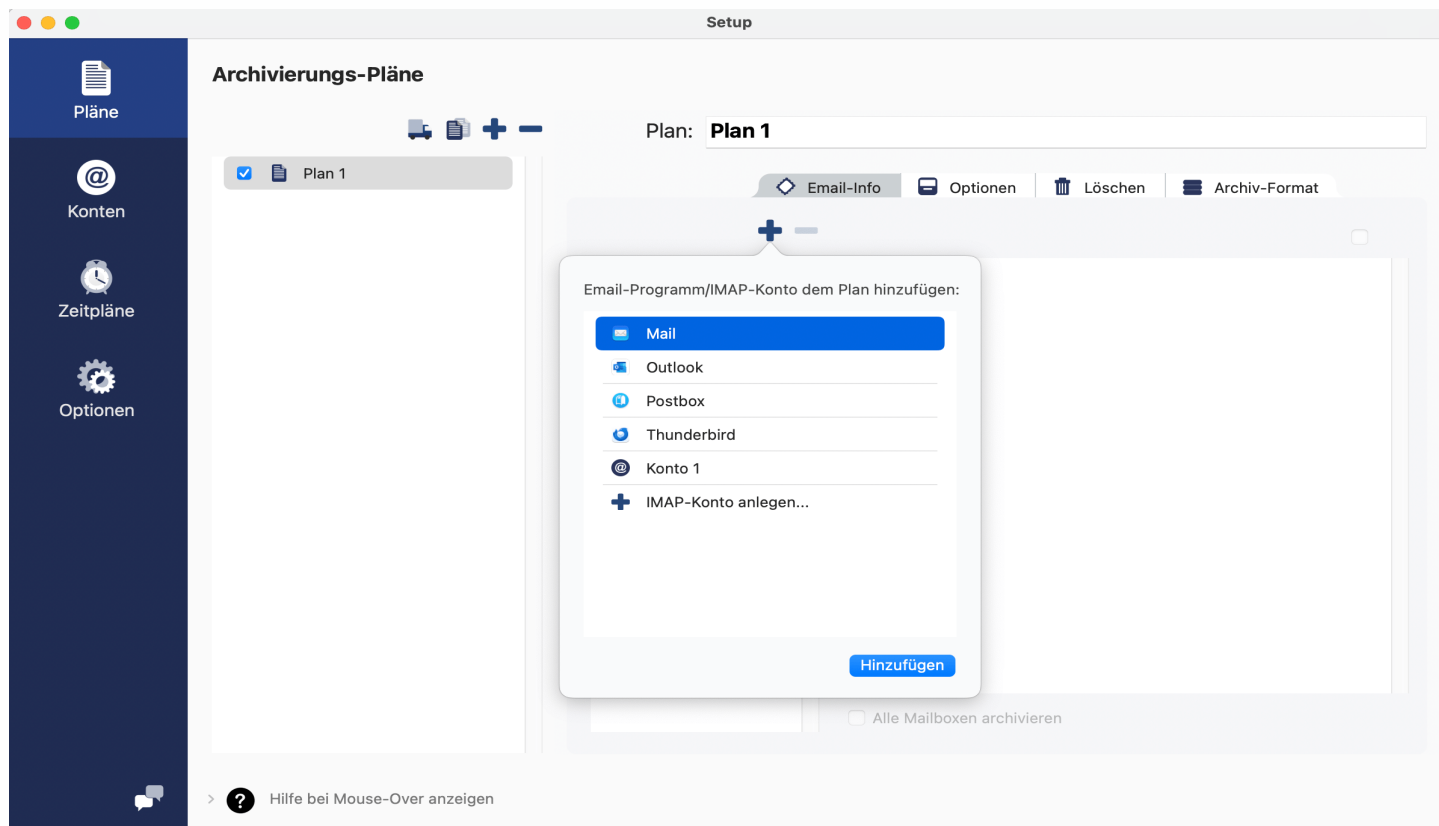 Setup
Pläne
Konten
Zeitpläne
Optionen
Archivierungs-Pläne
Plan 1
Plan: Plan 1
Email-Info
Optionen
Löschen
Archiv-Format
Email-Programm/IMAP-Konto dem Plan hinzufügen:
Mail
Outlook
Postbox
Thunderbird
@ Konto 1
IMAP-Konto anlegen...
Hinzufügen
Alle Mailboxen archivieren
? Hilfe bei Mouse-Over anzeigen